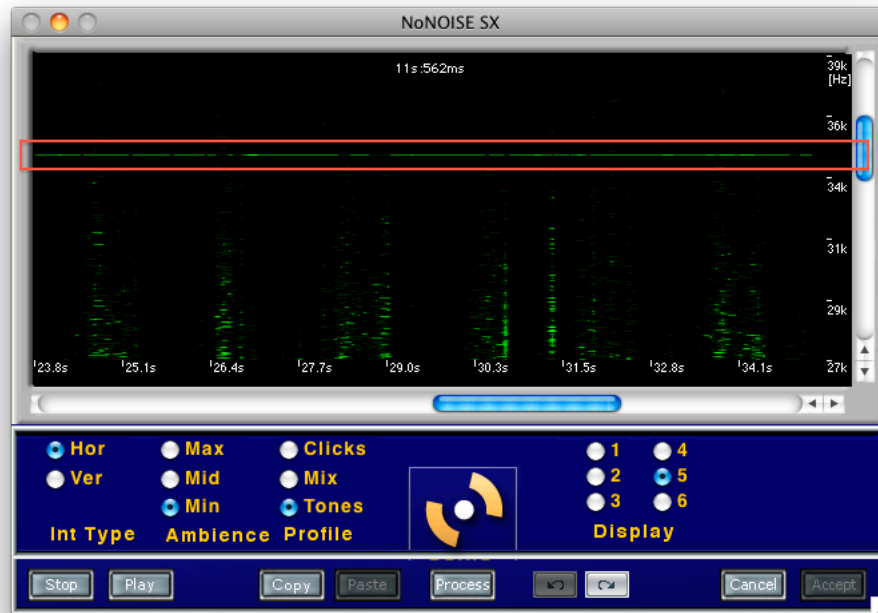 NoNOISE SX
11s:562ms
39k
[Hz]
36k
34k
31k
29k
27k
23.8s 25.1s 26.4s 27.7s 29.0s 30.3s 31.5s 32.8s 34.1s
Hor Max Clicks 1 4
Ver Mid Mix 2 5
Min Tones 3 6
Int Type Ambience Profile Display
Stop Play Copy Paste Process Cancel Accept